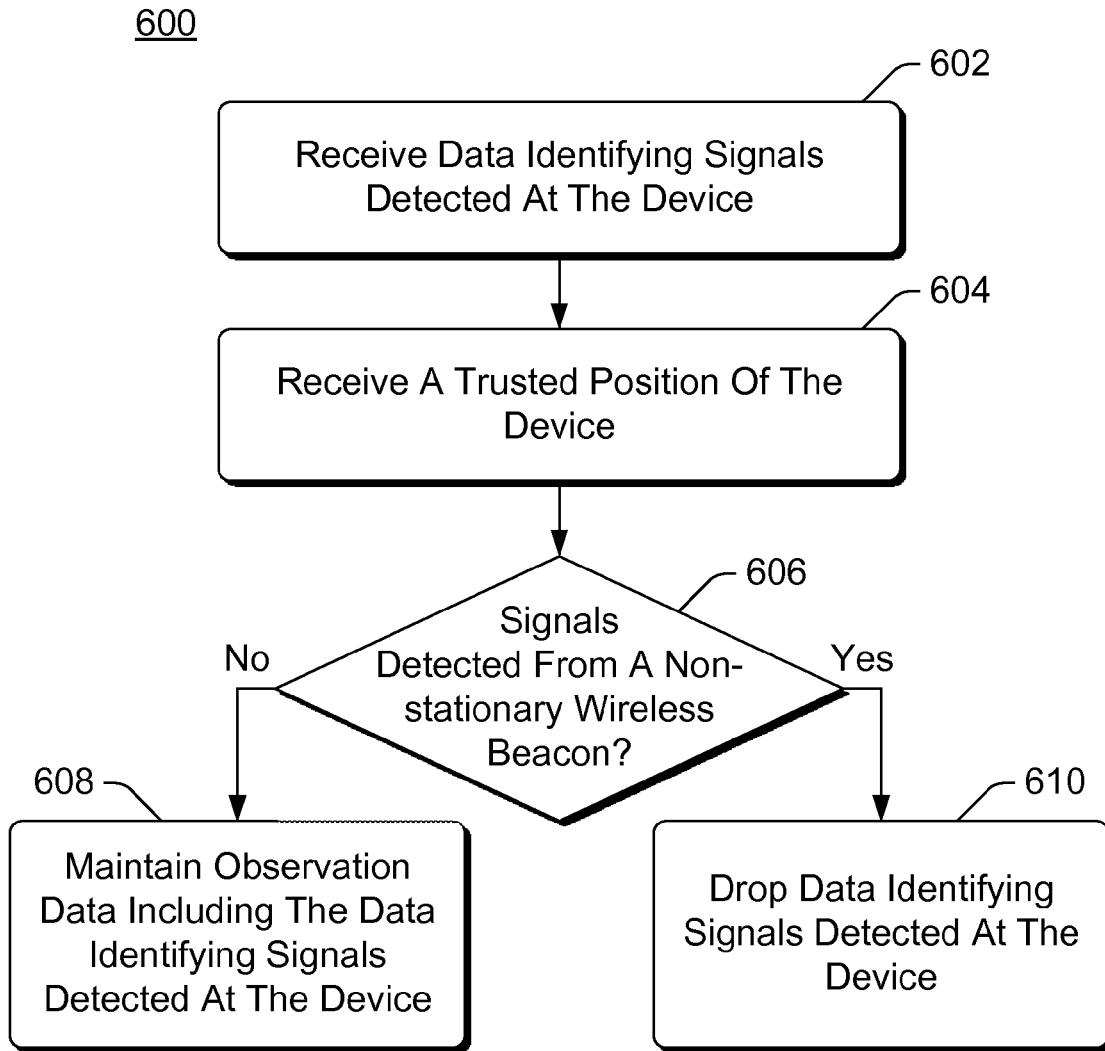 600
602
Receive Data Identifying Signals
Detected At The Device
604
Receive A Trusted Position Of The
Device
606
Signals
Detected From A Non-
stationary Wireless
Beacon?
No
Yes
608
Maintain Observation
Data Including The Data
Identifying Signals
Detected At The Device
610
Drop Data Identifying
Signals Detected At The
Device